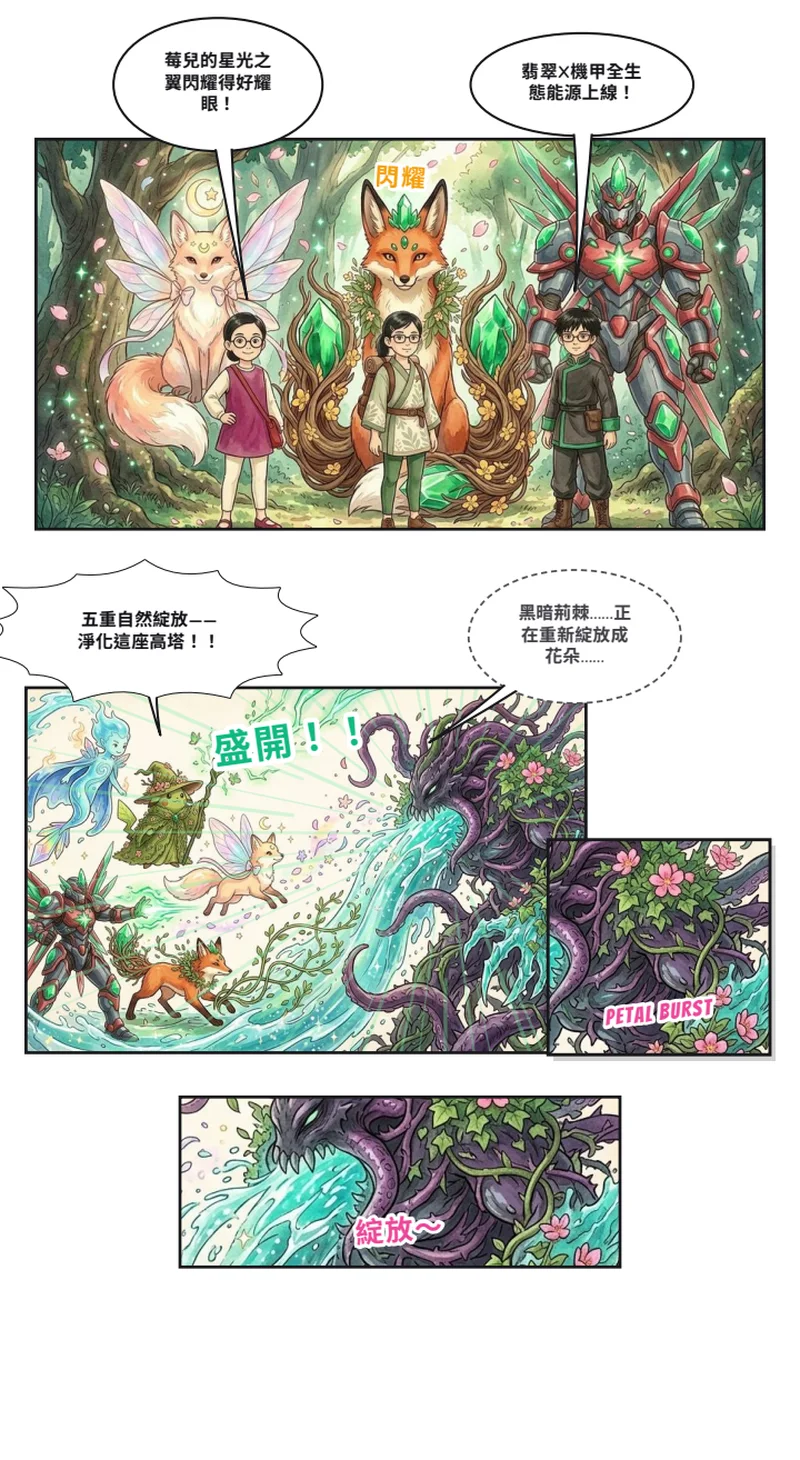 莓兒的星光之
翼閃耀得好耀
眼！
翡翠X機甲全生
態能源上線！
閃耀
五重自然綻放——
淨化這座高塔！！
黑暗荊棘……正
在重新綻放成
花朵……
盛開！！
PETAL BURST
綻放～